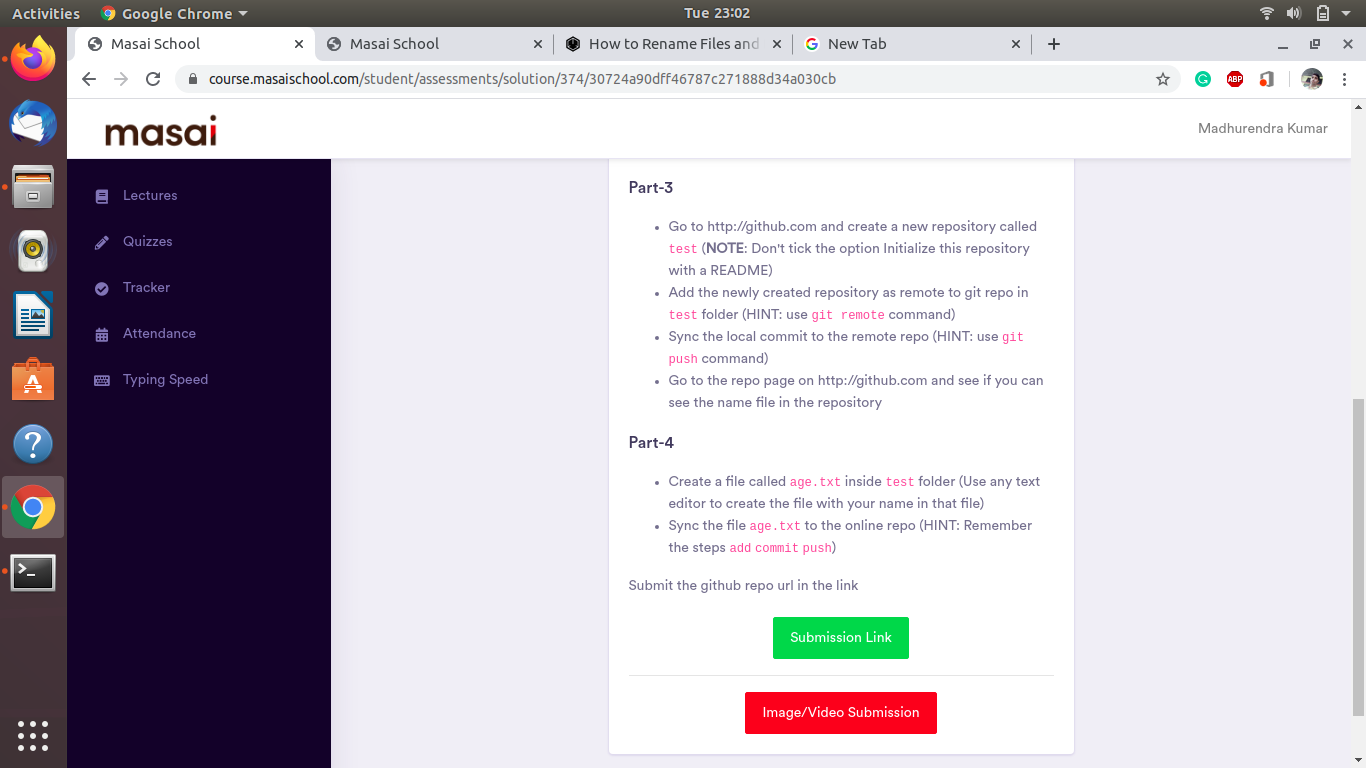 Activities Google Chrome Tue 23:02
Masai School Masai School How to Rename Files and New Tab
course.masaischool.com/student/assessments/solution/374/30724a90dff46787c271888d34a030cb
ABP
masai
Madhurendra Kumar
Lectures
Quizzes
Tracker
Attendance
Typing Speed
Part-3
• Go to http://github.com and create a new repository called
test (NOTE: Don't tick the option Initialize this repository
with a README)
• Add the newly created repository as remote to git repo in
test folder (HINT: use git remote command)
• Sync the local commit to the remote repo (HINT: use git
push command)
• Go to the repo page on http://github.com and see if you can
see the name file in the repository
Part-4
• Create a file called age.txt inside test folder (Use any text
editor to create the file with your name in that file)
• Sync the file age.txt to the online repo (HINT: Remember
the steps add commit push)
Submit the github repo url in the link
Submission Link
Image/Video Submission